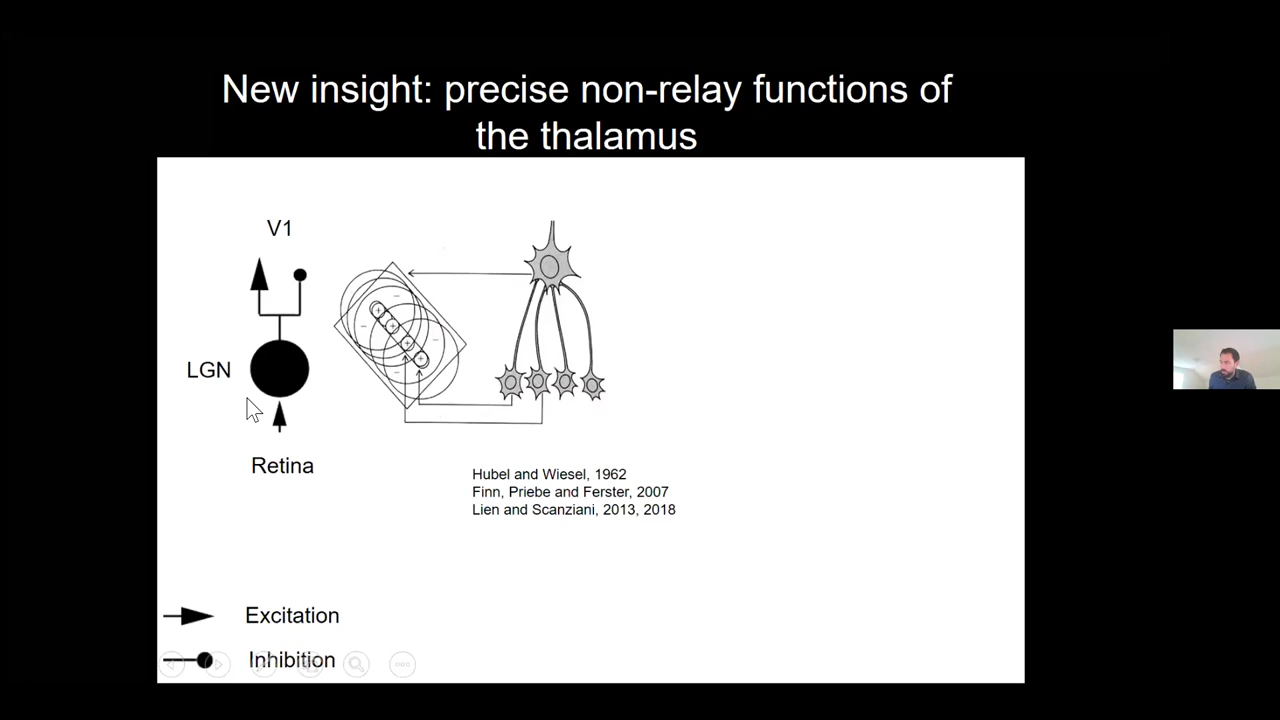 New insight: precise non-relay functions of
the thalamus
V1
LGN
Retina
Hubel and Wiesel, 1962
Finn, Priebe and Ferster, 2007
Lien and Scanziani, 2013, 2018
Excitation
Inhibition